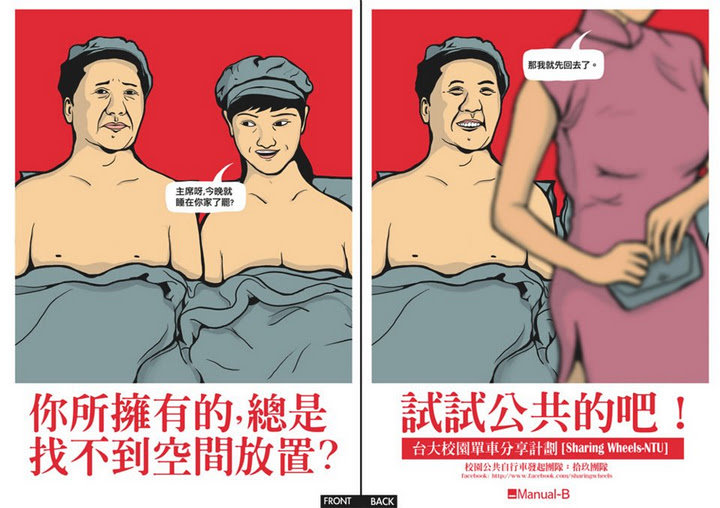 主席呀,今晚就
睡在你家了罷?
你所擁有的,總是
找不到空間放置?
FRONT
那我就先回去了。
試試公共的吧！
台大校園單車分享計劃 [Sharing Wheels-NTU]
校園公共自行車發起團隊：拾玖團隊
facebook: http://www.facebook.com/sharingwheels
Manual-B
BACK